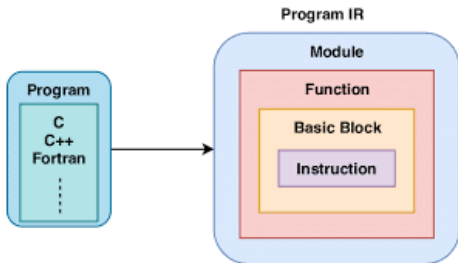 Program IR
Module
Program
Function
C
C++
Fortran
Basic Block
Instruction